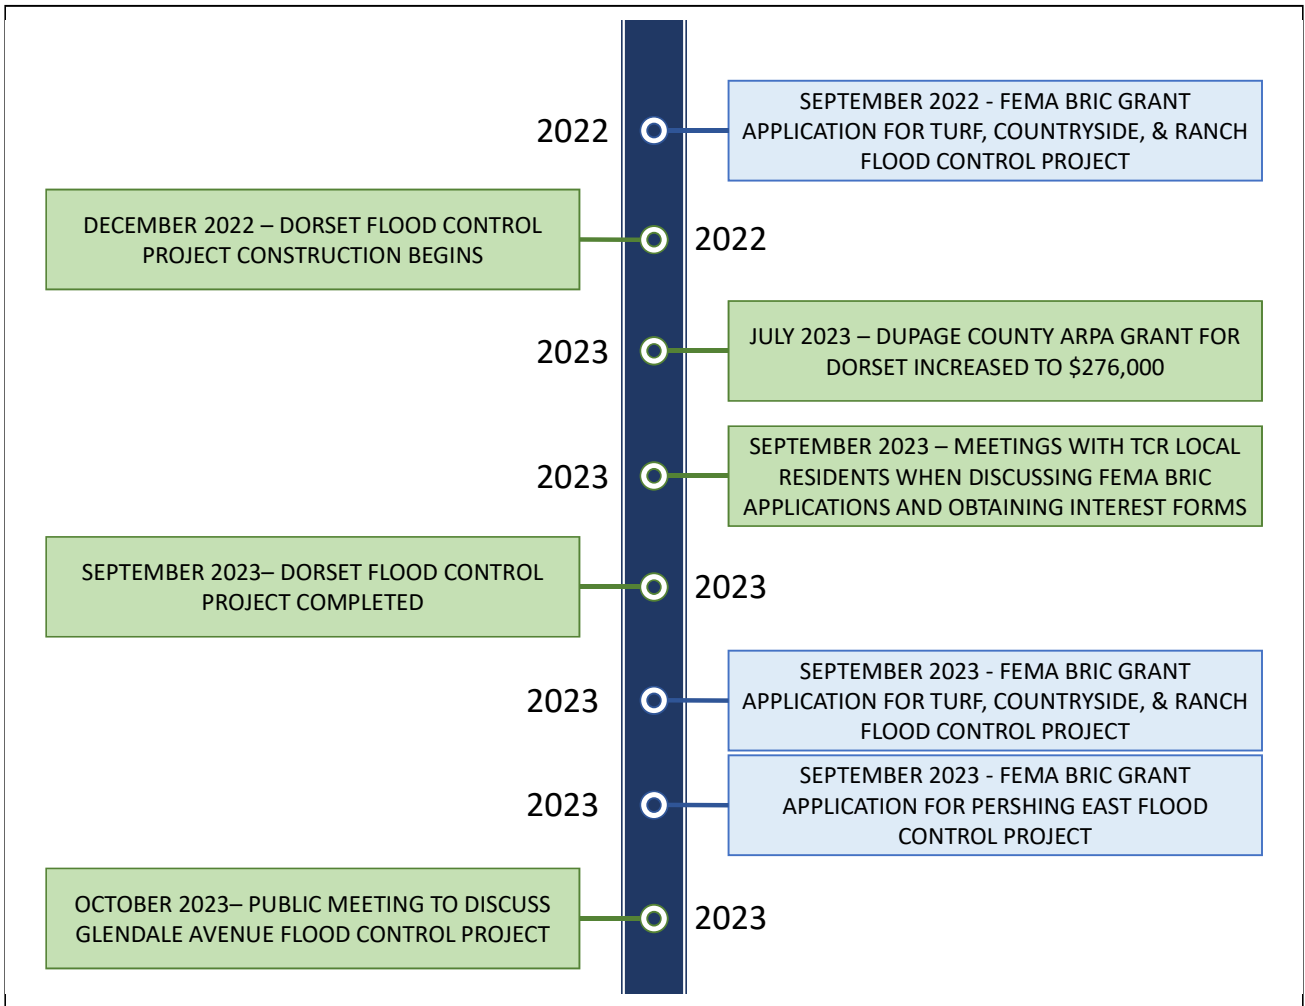 2022
SEPTEMBER 2022 - FEMA BRIC GRANT
APPLICATION FOR TURF, COUNTRYSIDE, & RANCH
FLOOD CONTROL PROJECT
DECEMBER 2022 – DORSET FLOOD CONTROL
PROJECT CONSTRUCTION BEGINS
2022
2023
JULY 2023 – DUPAGE COUNTY ARPA GRANT FOR
DORSET INCREASED TO $276,000
2023
SEPTEMBER 2023 – MEETINGS WITH TCR LOCAL
RESIDENTS WHEN DISCUSSING FEMA BRIC
APPLICATIONS AND OBTAINING INTEREST FORMS
SEPTEMBER 2023– DORSET FLOOD CONTROL
PROJECT COMPLETED
2023
2023
SEPTEMBER 2023 - FEMA BRIC GRANT
APPLICATION FOR TURF, COUNTRYSIDE, & RANCH
FLOOD CONTROL PROJECT
2023
SEPTEMBER 2023 - FEMA BRIC GRANT
APPLICATION FOR PERSHING EAST FLOOD
CONTROL PROJECT
OCTOBER 2023– PUBLIC MEETING TO DISCUSS
GLENDALE AVENUE FLOOD CONTROL PROJECT
2023